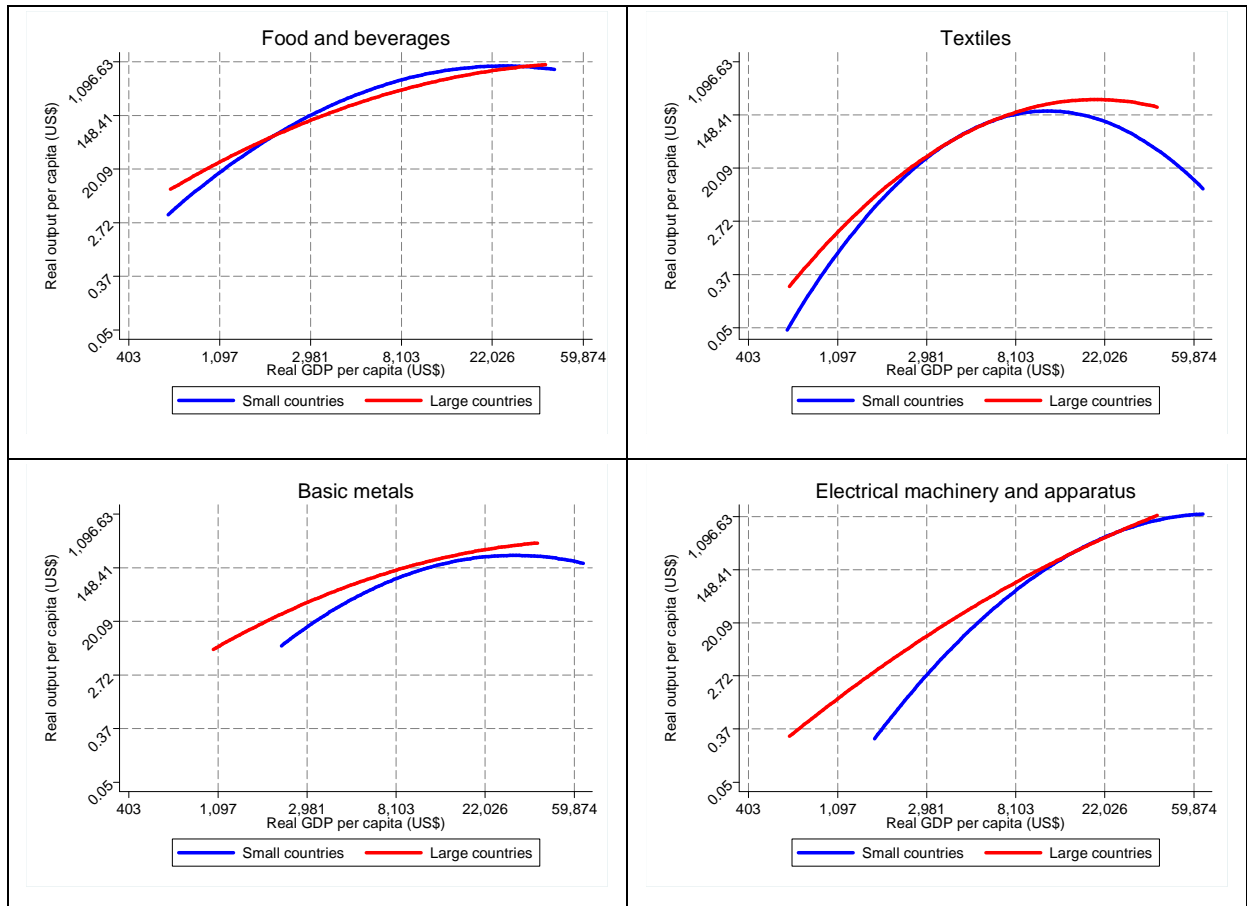 Food and beverages
Real output per capita (US$)
1,096.63
148.41
20.09
2.72
0.37
0.05
403 1,097 2,981 8,103 22,026 59,874
Real GDP per capita (US$)
Small countries Large countries
Textiles
Real output per capita (US$)
1,096.63
148.41
20.09
2.72
0.37
0.05
403 1,097 2,981 8,103 22,026 59,874
Real GDP per capita (US$)
Small countries Large countries
Basic metals
Real output per capita (US$)
1,096.63
148.41
20.09
2.72
0.37
0.05
403 1,097 2,981 8,103 22,026 59,874
Real GDP per capita (US$)
Small countries Large countries
Electrical machinery and apparatus
Real output per capita (US$)
1,096.63
148.41
20.09
2.72
0.37
0.05
403 1,097 2,981 8,103 22,026 59,874
Real GDP per capita (US$)
Small countries Large countries